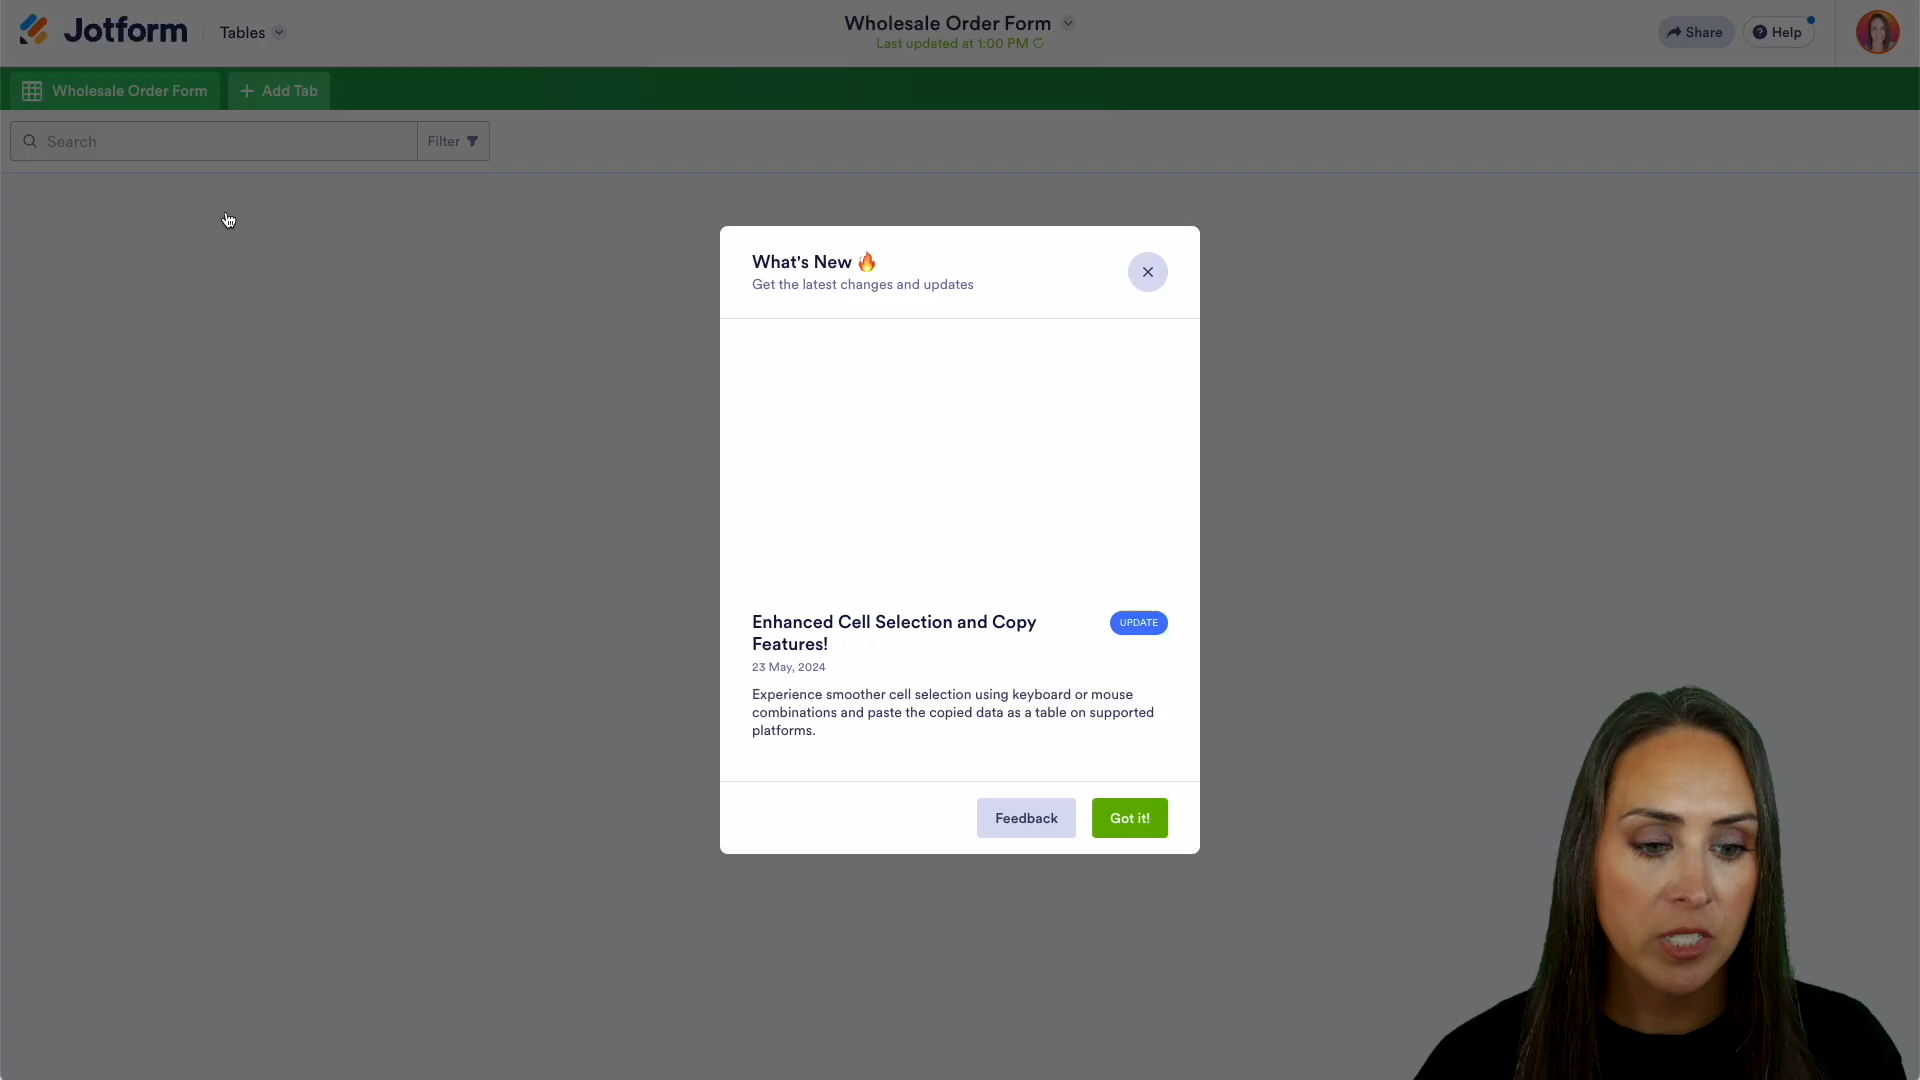 Jotform
Tables
Wholesale Order Form
Last updated at 1:00 PM
Share
Help
Wholesale Order Form
Add Tab
Search
Filter
What's New 🔥
Get the latest changes and updates
Enhanced Cell Selection and Copy
Features!
UPDATE
23 May, 2024
Experience smoother cell selection using keyboard or mouse
combinations and paste the copied data as a table on supported
platforms.
Feedback
Got it!